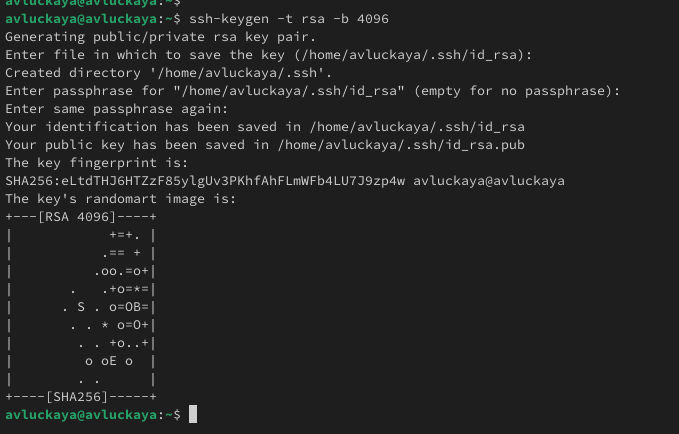 avluckaya@avluckaya:~$
avluckaya@avluckaya:~$ ssh-keygen -t rsa -b 4096
Generating public/private rsa key pair.
Enter file in which to save the key (/home/avluckaya/.ssh/id_rsa):
Created directory '/home/avluckaya/.ssh'.
Enter passphrase for "/home/avluckaya/.ssh/id_rsa" (empty for no passphrase):
Enter same passphrase again:
Your identification has been saved in /home/avluckaya/.ssh/id_rsa
Your public key has been saved in /home/avluckaya/.ssh/id_rsa.pub
The key fingerprint is:
SHA256:eLtdTHJ6HTZzF85ylgUv3PKhfAhFLmWFb4LU7J9zp4w avluckaya@avluckaya
The key's randomart image is:
+---[RSA 4096]----+
|            +=+. |
|           .== + |
|          .oo.=o+|
|       .   .+o=*=|
|      . S . o=OB=|
|       . . * o=O+|
|        . . +o..+|
|         o oE o  |
|        . .      |
+----[SHA256]-----+
avluckaya@avluckaya:~$